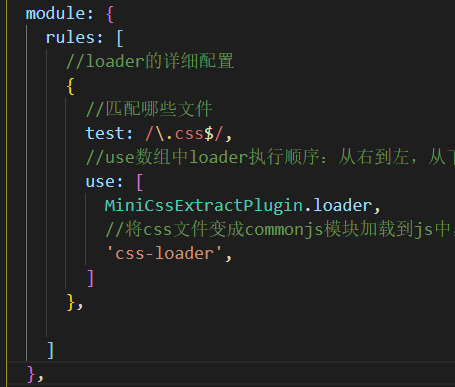 module: {
rules: [
//loader的详细配置
{
//匹配哪些文件
test: /\.css$/,
//use数组中loader执行顺序：从右到左，从
use: [
MiniCssExtractPlugin.loader,
//将css文件变成commonjs模块加载到js中，
'css-loader',
]
},
]
},